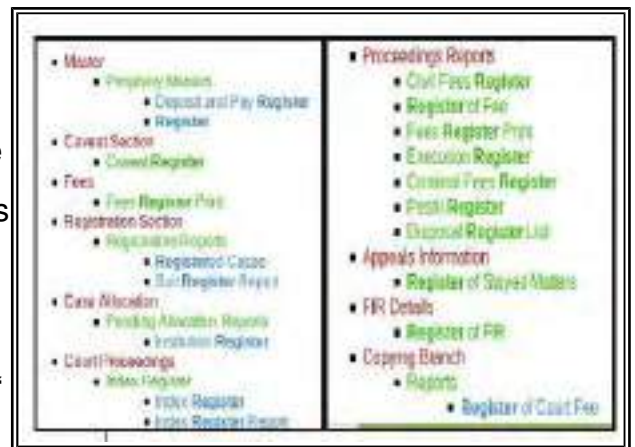 • Master
• Periphery Masters
• Deposit and Pay Register
• Register
• Caveat Section
• Caveat Register
• Fees
• Fees Register Print
• Registration Section
• Registration Reports
• Registered Cases
• Suit Register Report
• Case Allocation
• Pending Allocation Reports
• Institution Register
• Court Proceedings
• Index Register
• Index Register
• Index Register Report
• Proceedings Reports
• Civil Fees Register
• Register of Fee
• Fees Register Print
• Execution Register
• Criminal Fees Register
• Peshi Register
• Disposal Register List
• Appeals Information
• Register of Stayed Matters
• FIR Details
• Register of FIR
• Copying Branch
• Reports
• Register of Court Fee